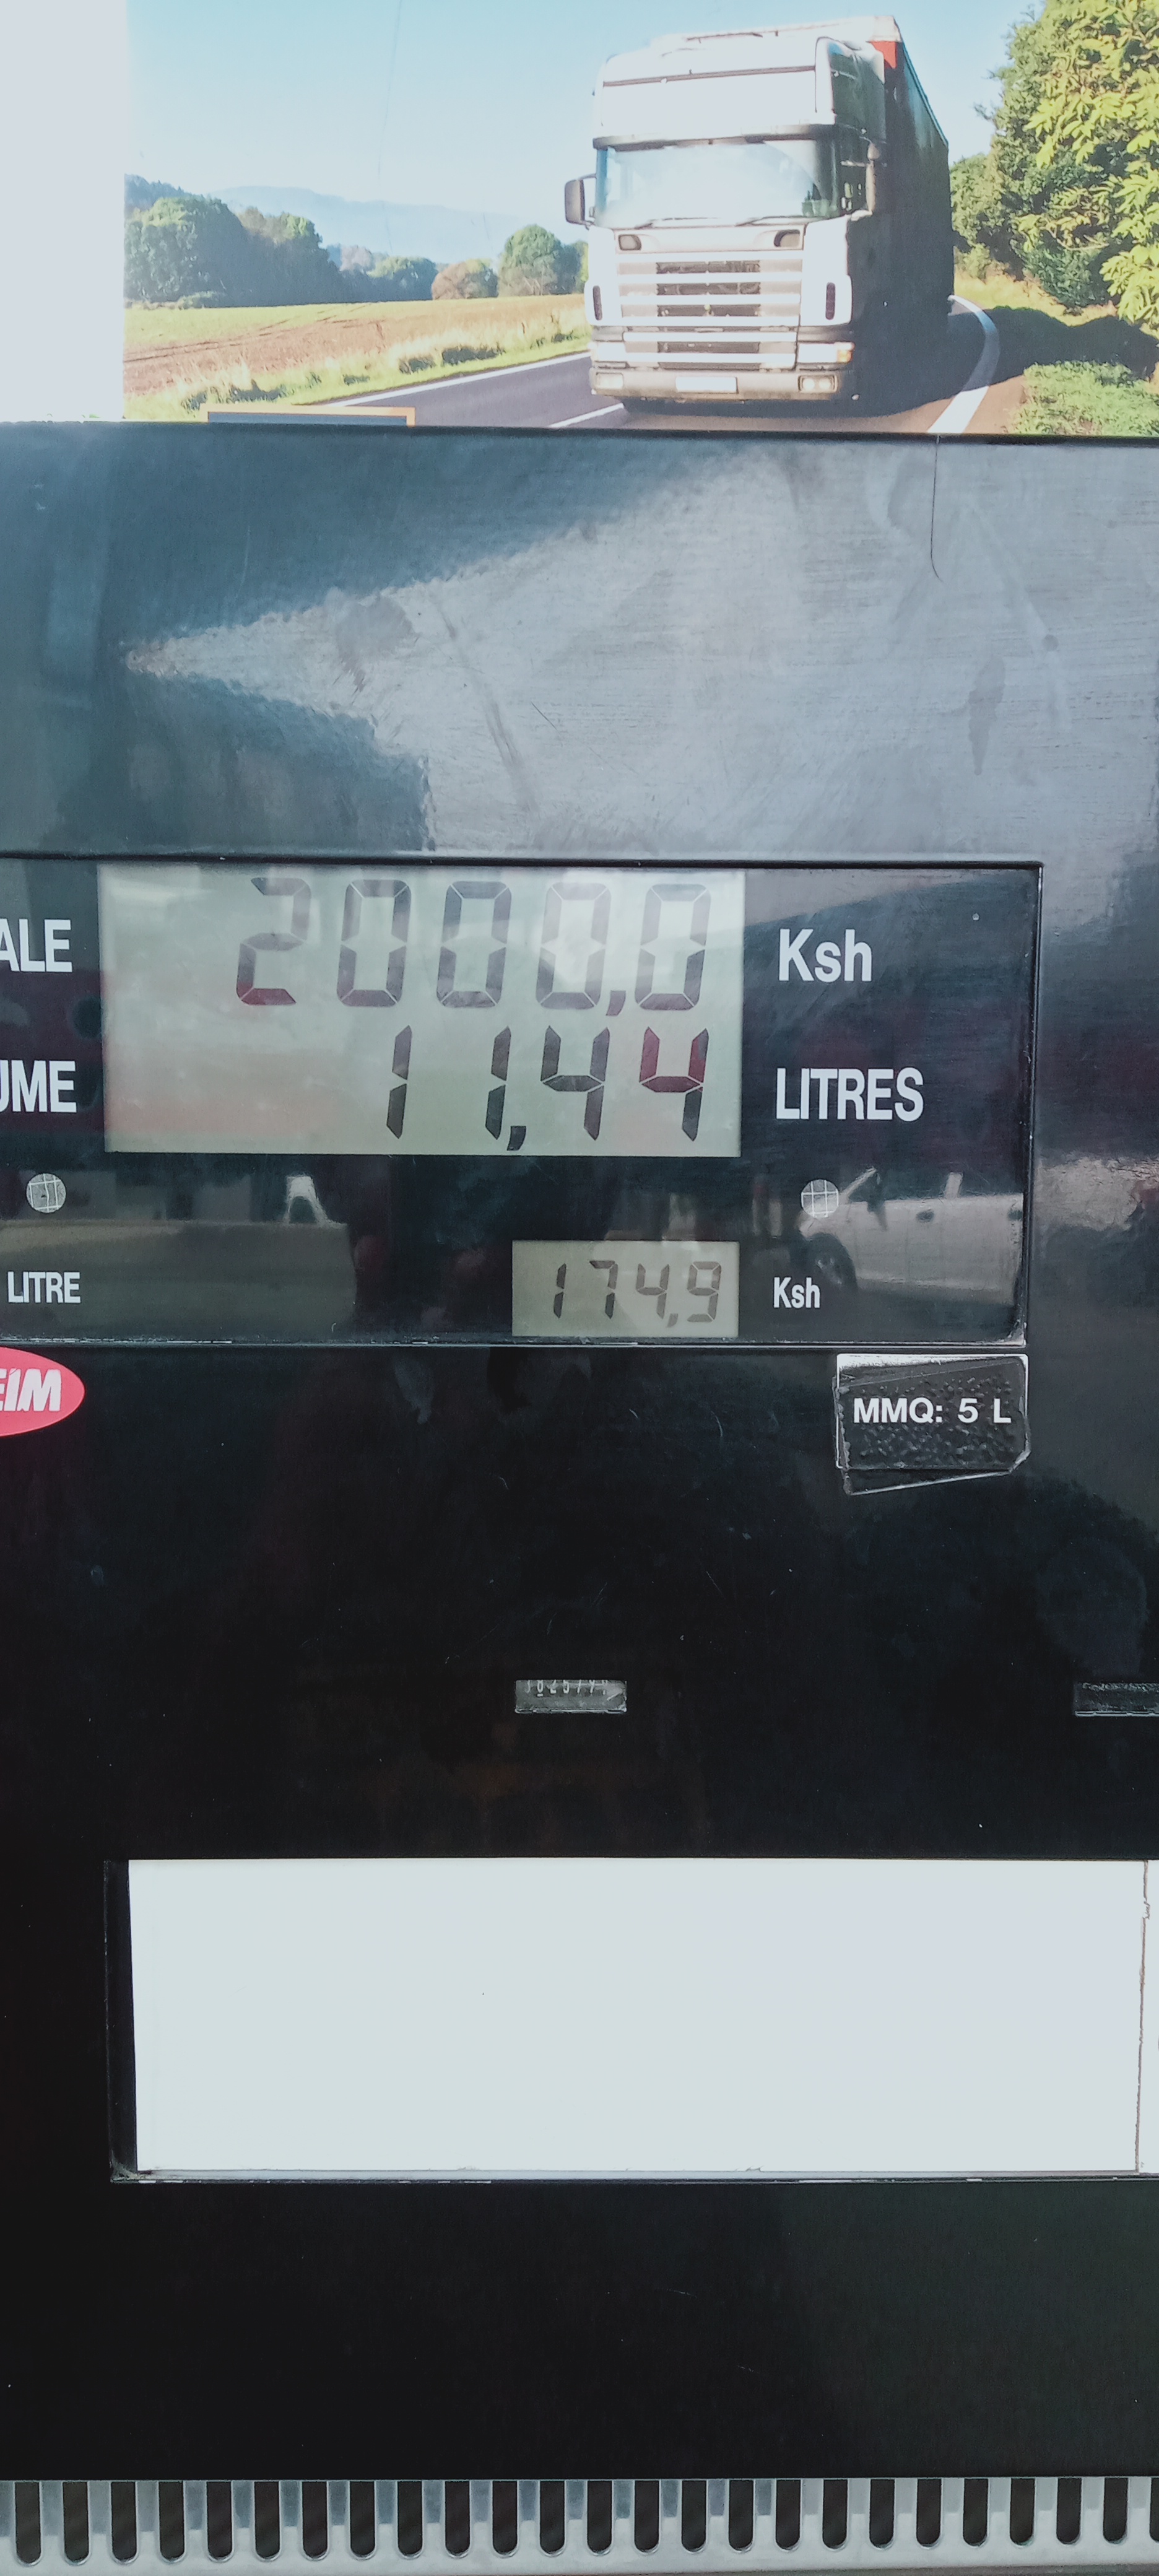 ALE 2000,0 Ksh
UME 11,44 LITRES
LITRE 174,9 Ksh
EIM
MMQ: 5 L